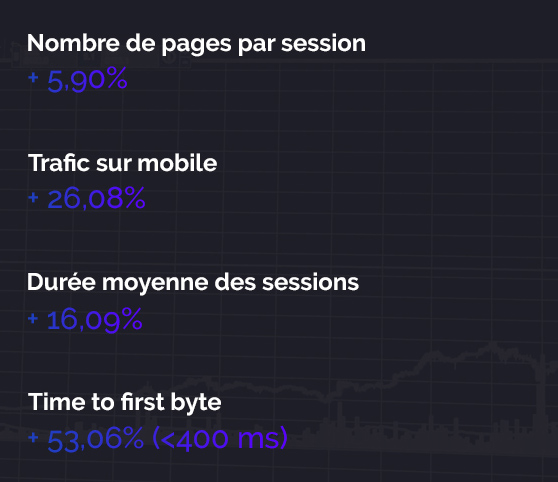 Nombre de pages par session
+ 5,90%
Trafic sur mobile
+ 26,08%
Durée moyenne des sessions
+ 16,09%
Time to first byte
+ 53,06% (<400 ms)